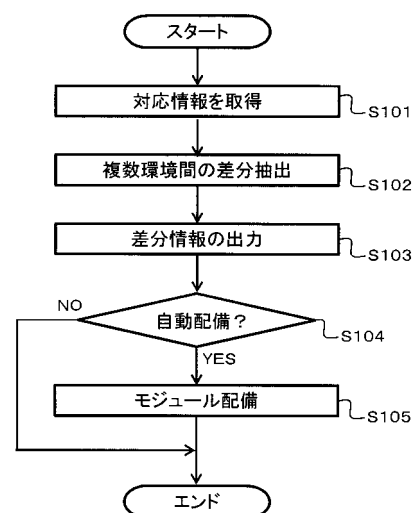 スタート
対応情報を取得
S101
複数環境間の差分抽出
S102
差分情報の出力
S103
NO
自動配備？
S104
YES
モジュール配備
S105
エンド